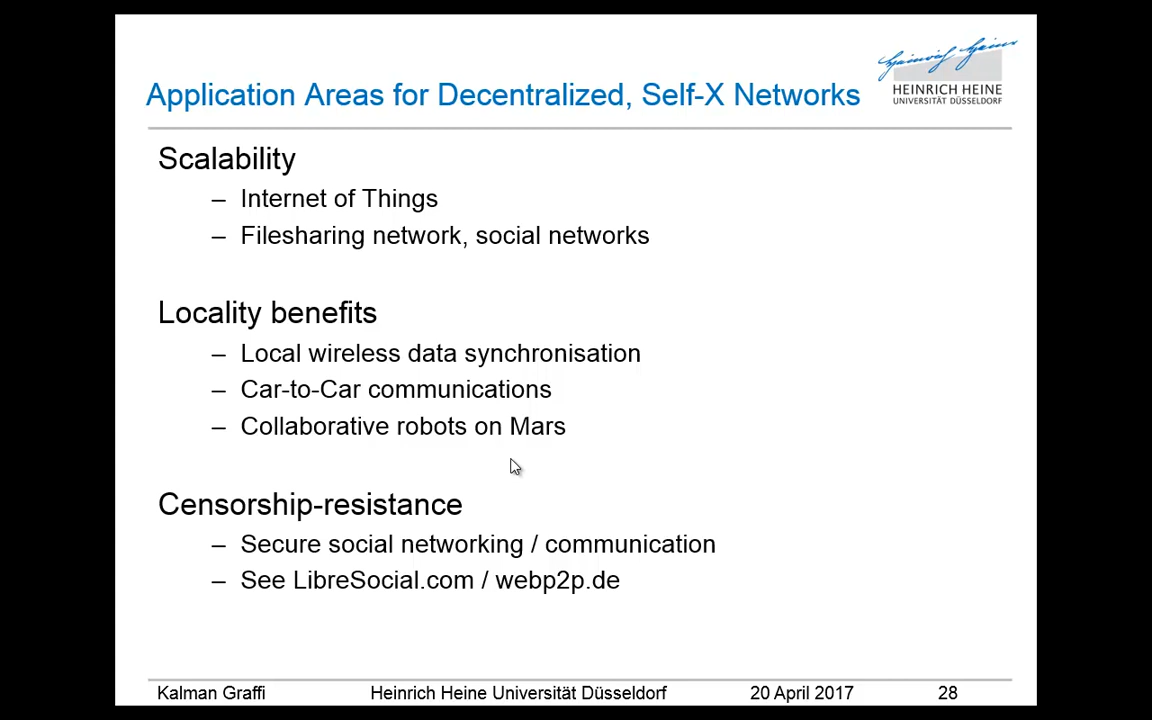 Heinrich Heine
HEINRICH HEINE
UNIVERSITÄT DÜSSELDORF
Application Areas for Decentralized, Self-X Networks
Scalability
– Internet of Things
– Filesharing network, social networks
Locality benefits
– Local wireless data synchronisation
– Car-to-Car communications
– Collaborative robots on Mars
Censorship-resistance
– Secure social networking / communication
– See LibreSocial.com / webp2p.de
Kalman Graffi Heinrich Heine Universität Düsseldorf 20 April 2017 28